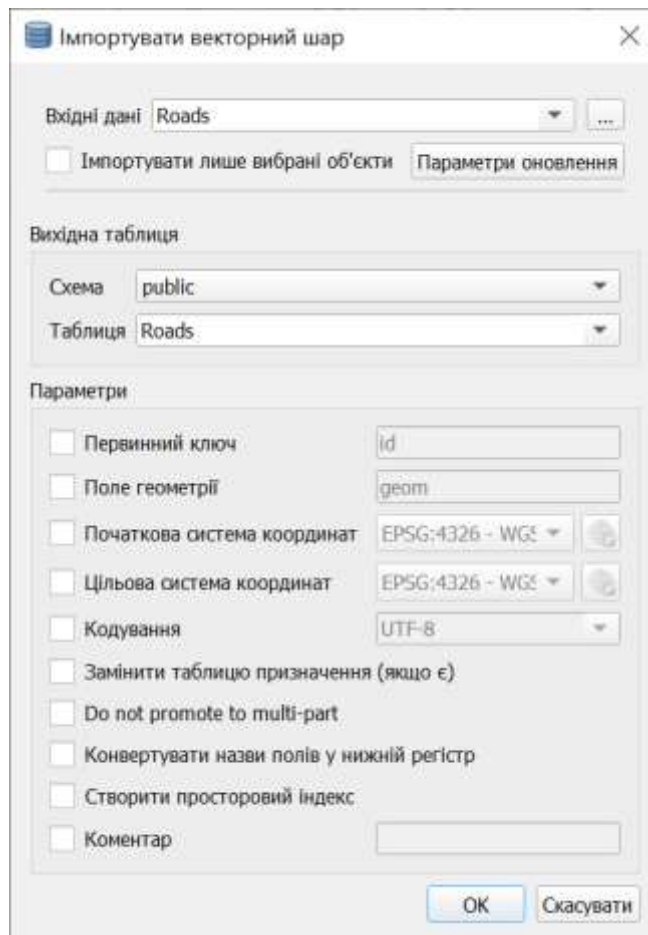 Імпортувати векторний шар
Вхідні дані Roads ...
Імпортувати лише вибрані об'єкти Параметри оновлення
Вихідна таблиця
Схема public
Таблиця Roads
Параметри
Первинний ключ id
Поле геометрії geom
Початкова система координат EPSG:4326 - WGS
Цільова система координат EPSG:4326 - WGS
Кодування UTF-8
Замінити таблицю призначення (якщо є)
Do not promote to multi-part
Конвертувати назви полів у нижній регістр
Створити просторовий індекс
Коментар
OK Скасувати